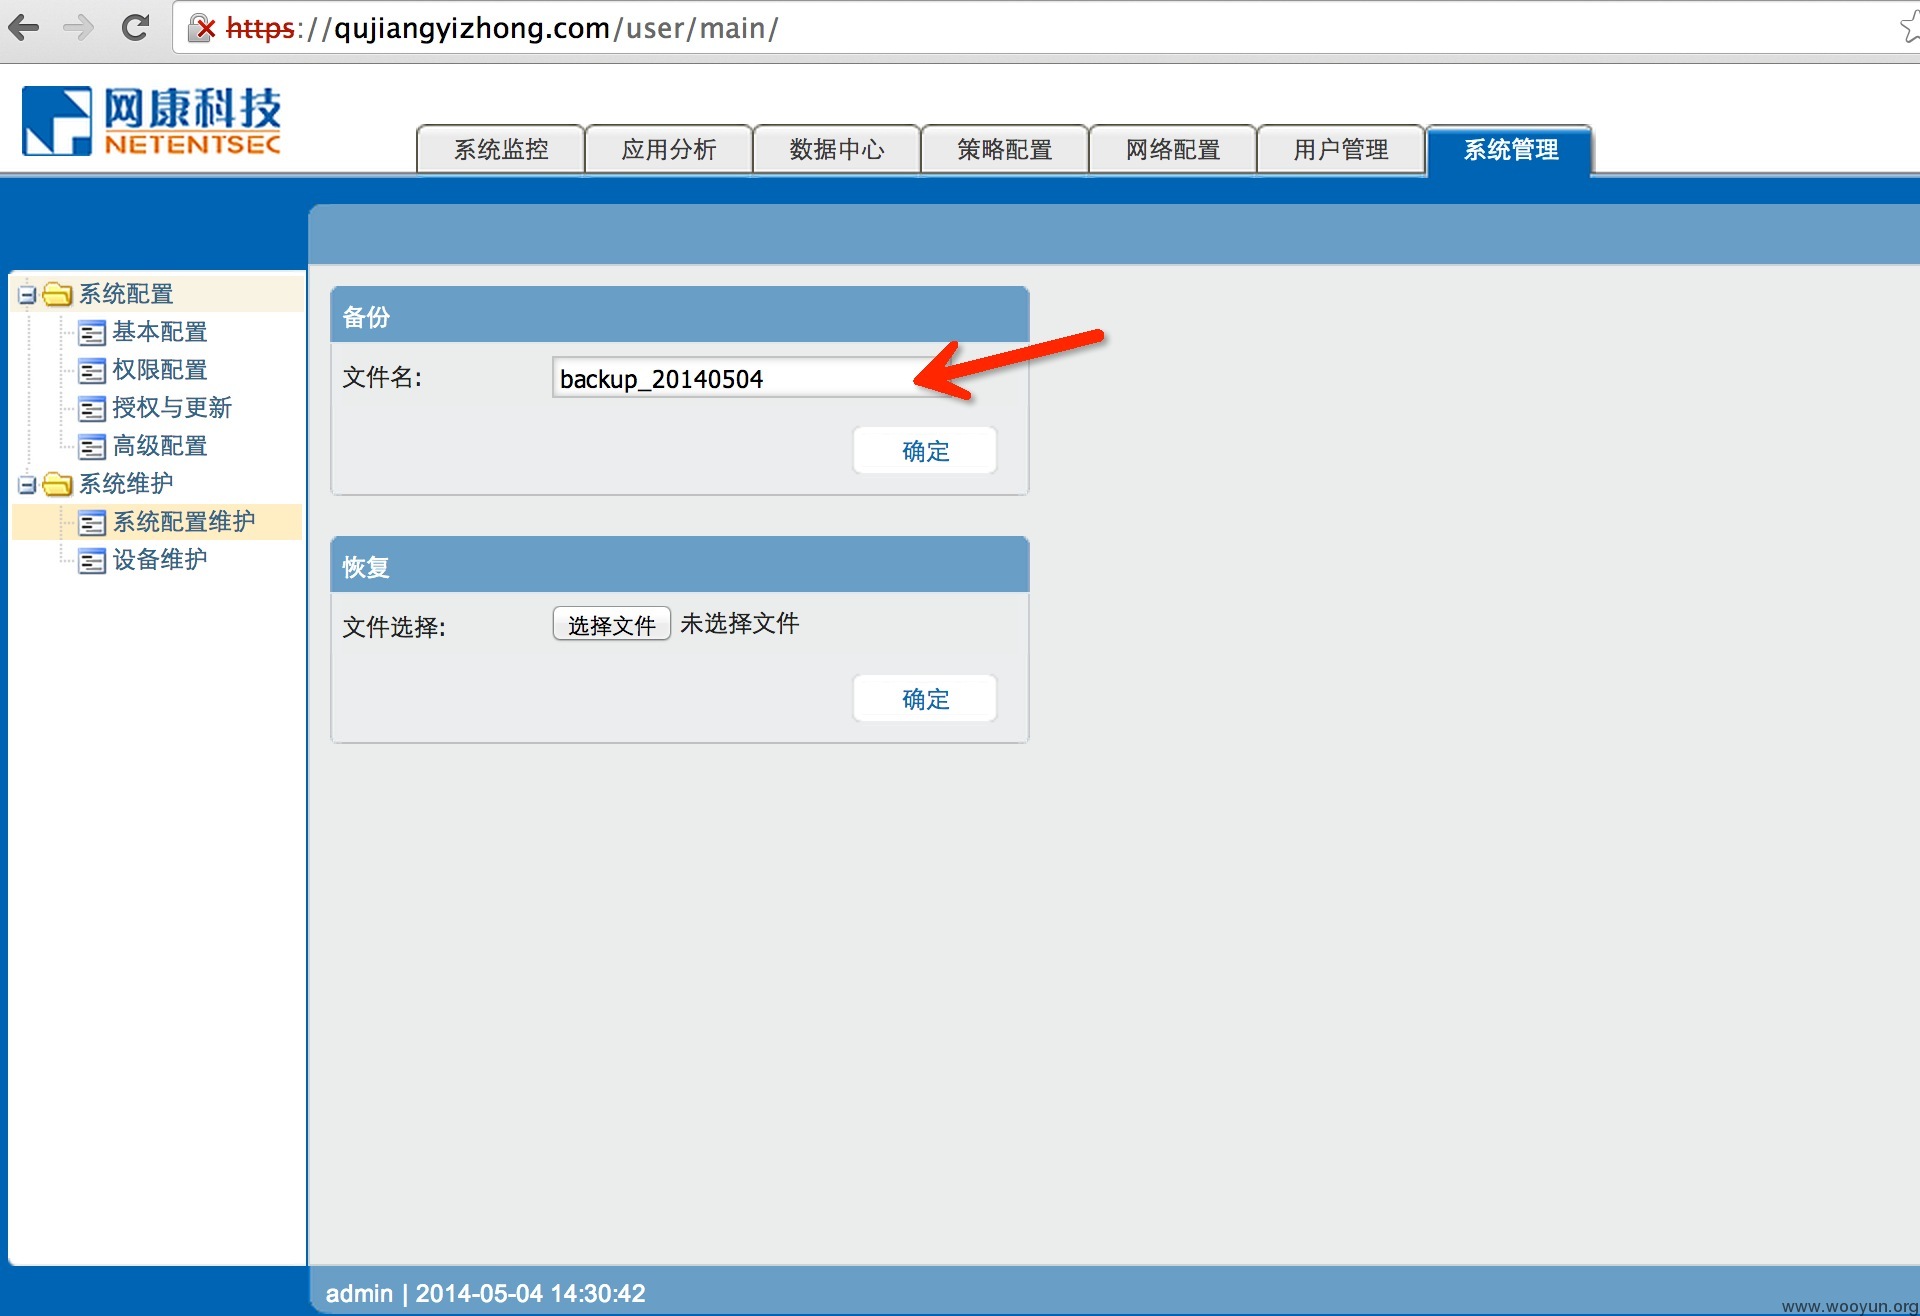 https://qujiangyizhong.com/user/main/
网康科技
NETENTSEC
系统监控 应用分析 数据中心 策略配置 网络配置 用户管理 系统管理
系统配置
基本配置
权限配置
授权与更新
高级配置
系统维护
系统配置维护
设备维护
备份
文件名: backup_20140504
确定
恢复
文件选择: 选择文件 未选择文件
确定
admin | 2014-05-04 14:30:42
www.wooyun.org